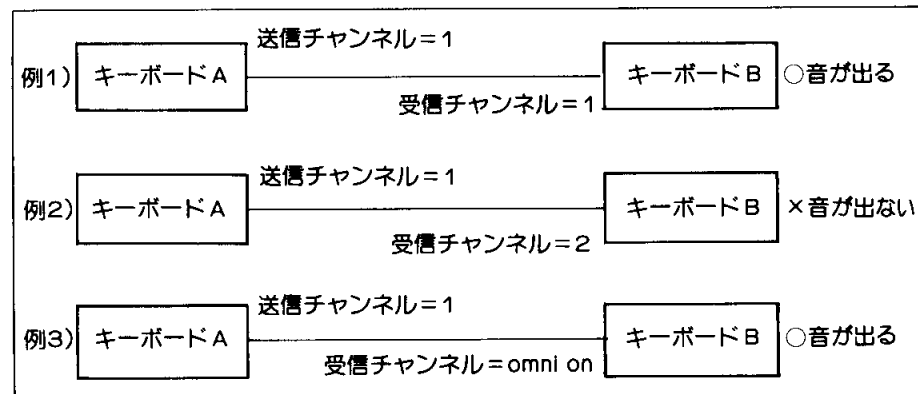 送信チャンネル=1
例1) キーボードA キーボードB ○音が出る
受信チャンネル=1
送信チャンネル=1
例2) キーボードA キーボードB ×音が出ない
受信チャンネル=2
送信チャンネル=1
例3) キーボードA キーボードB ○音が出る
受信チャンネル=omni on